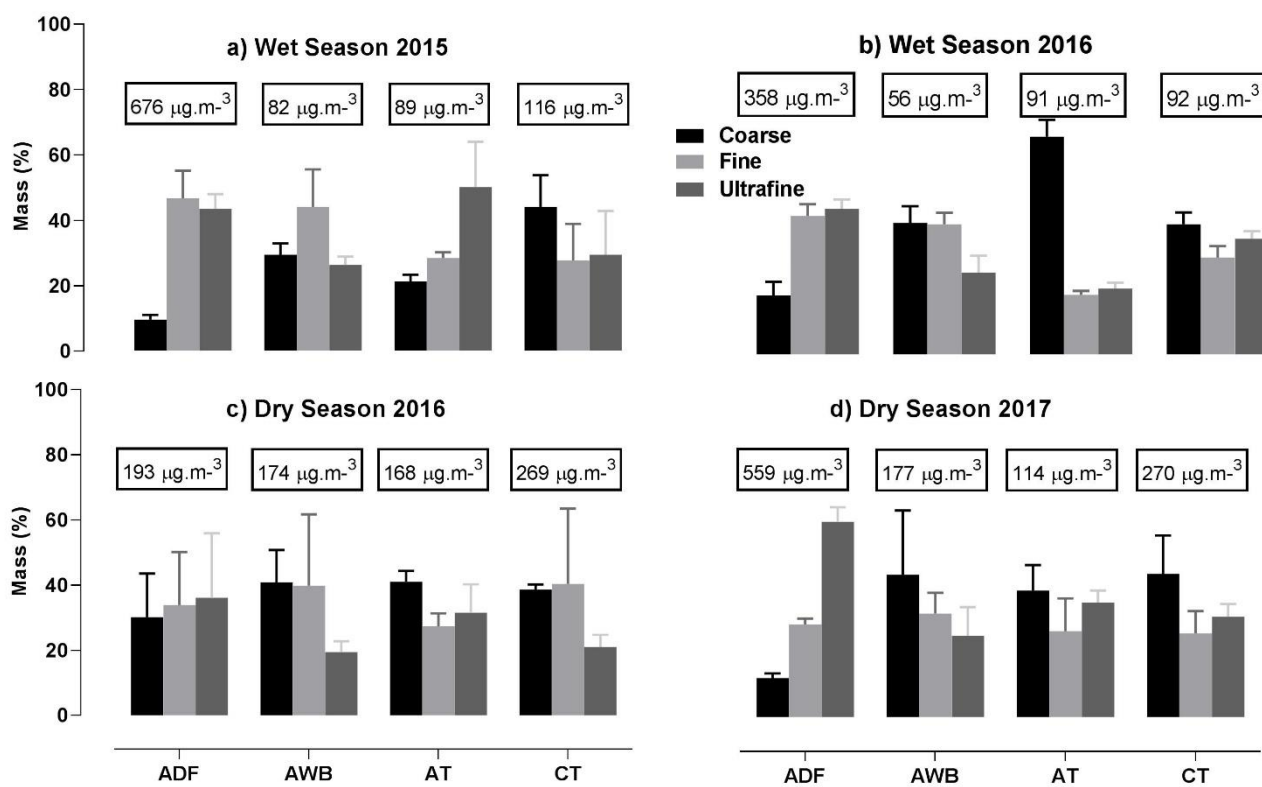 a) Wet Season 2015
100
80
60
40
20
0
Mass (%)
676 µg.m-³
82 µg.m-³
89 µg.m-³
116 µg.m-³
b) Wet Season 2016
358 µg.m-³
56 µg.m-³
91 µg.m-³
92 µg.m-³
Coarse
Fine
Ultrafine
c) Dry Season 2016
100
80
60
40
20
0
Mass (%)
193 µg.m-³
174 µg.m-³
168 µg.m-³
269 µg.m-³
ADF AWB AT CT
d) Dry Season 2017
559 µg.m-³
177 µg.m-³
114 µg.m-³
270 µg.m-³
ADF AWB AT CT